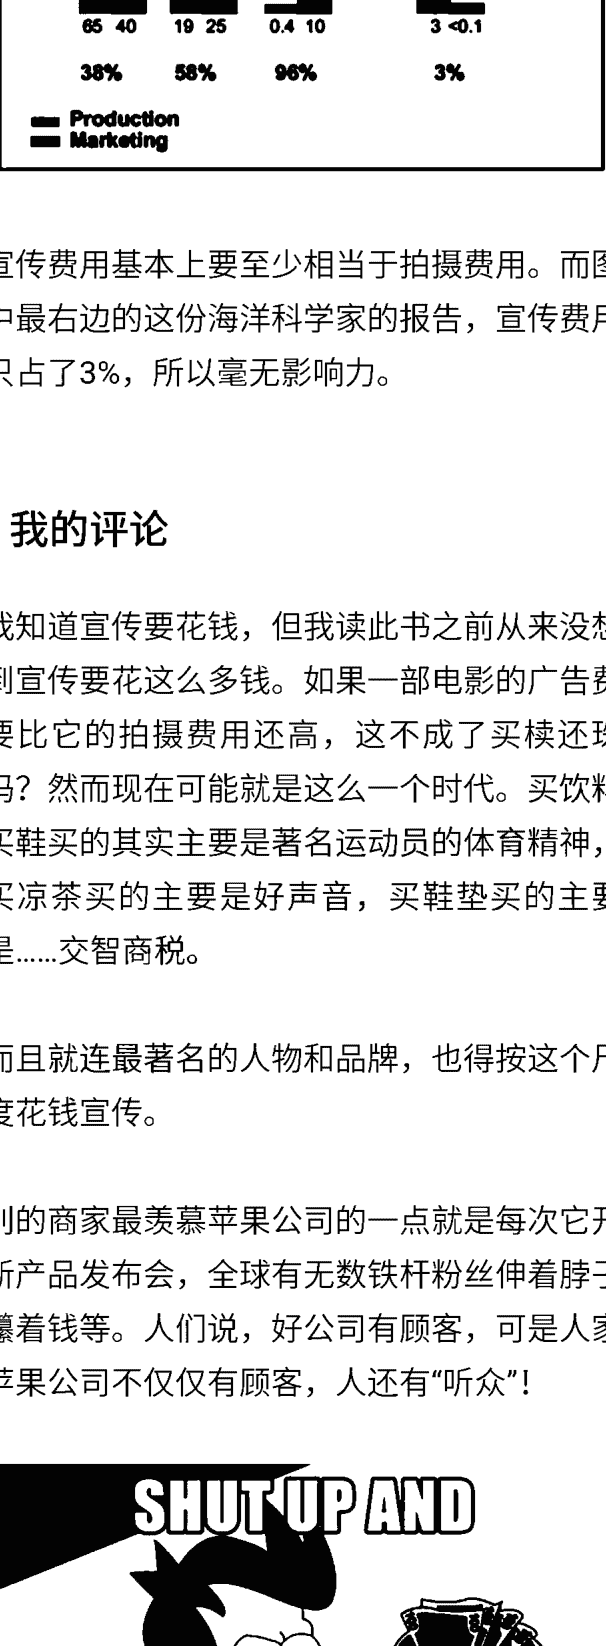 65 40 19 25 0.4 10 3 <0.1
38% 58% 96% 3%
Production
Marketing
宣传费用基本上要至少相当于拍摄费用。而图
中最右边的这份海洋科学家的报告，宣传费用
只占了3%，所以毫无影响力。
我的评论
我知道宣传要花钱，但我读此书之前从来没想
到宣传要花这么多钱。如果一部电影的广告费
要比它的拍摄费用还高，这不成了买椟还珠
吗？然而现在可能就是这么一个时代。买饮料
买鞋买的其实主要是著名运动员的体育精神，
买凉茶买的主要是好声音，买鞋垫买的主要
是……交智商税。
而且就连最著名的人物和品牌，也得按这个尺
度花钱宣传。
别的商家最羡慕苹果公司的一点就是每次它开
新产品发布会，全球有无数铁杆粉丝伸着脖子
攥着钱等。人们说，好公司有顾客，可是人家
苹果公司不仅仅有顾客，人还有“听众”！
SHUT UP AND